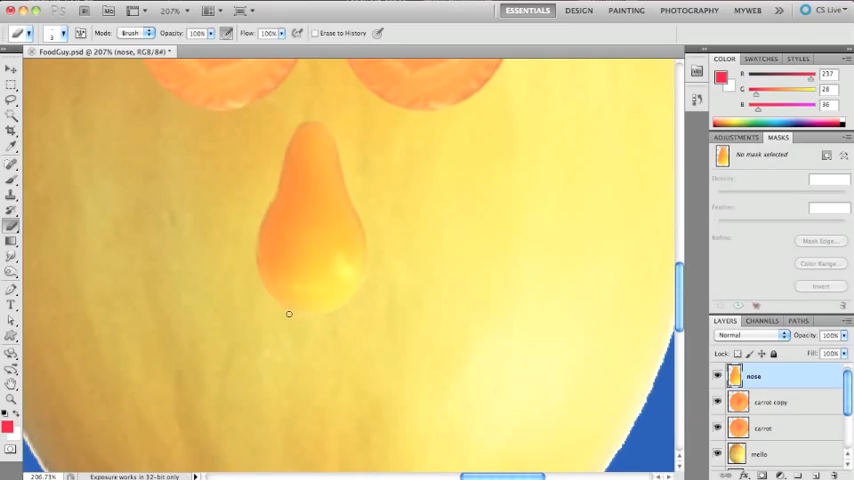 Ps Br Mb 207% ESSENTIALS DESIGN PAINTING PHOTOGRAPHY MYWEB >> CS Live
3 Mode: Brush Opacity: 100% Flow: 100% Erase to History
FoodGuy.psd @ 207% (nose, RGB/8#) *
COLOR SWATCHES STYLES
R 237
G 28
B 36
ADJUSTMENTS MASKS
No mask selected
Density:
Feather:
Refine: Mask Edge...
Color Range...
Invert
LAYERS CHANNELS PATHS
Normal Opacity: 100%
Lock: Fill: 100%
nose
carrot copy
carrot
mello
206.73% Exposure works in 32-bit only